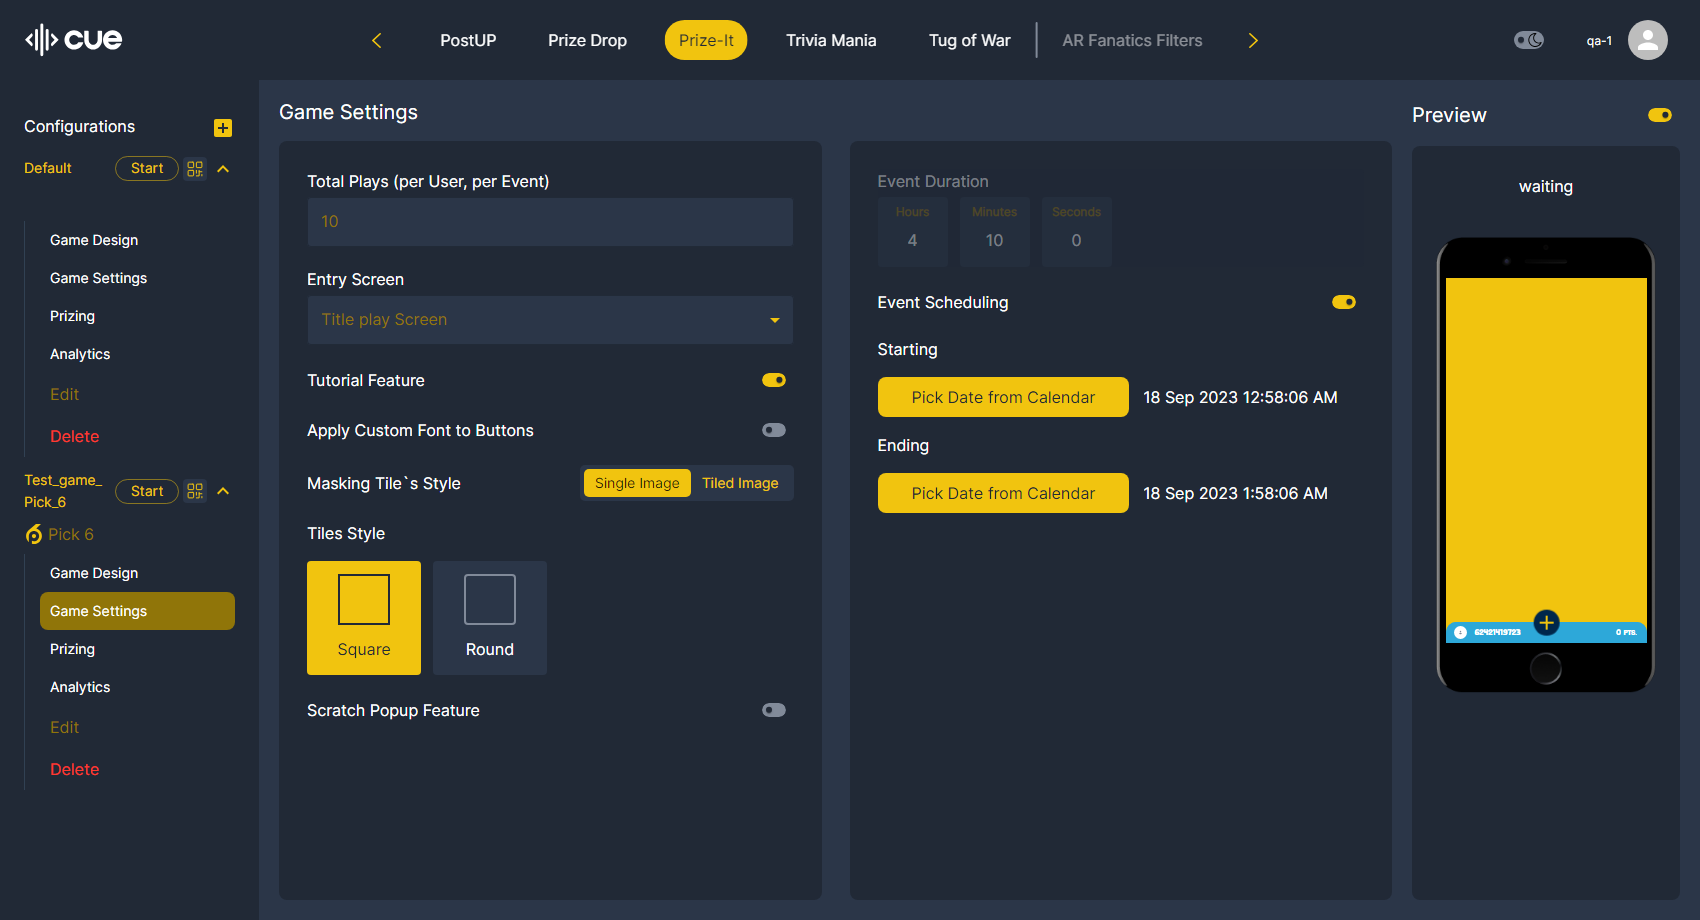 cue
PostUP
Prize Drop
Prize-It
Trivia Mania
Tug of War
AR Fanatics Filters
qa-1
Configurations
Default
Start
Game Design
Game Settings
Prizing
Analytics
Edit
Delete
Test_game_
Pick_6
Start
Pick 6
Game Design
Game Settings
Prizing
Analytics
Edit
Delete
Game Settings
Total Plays (per User, per Event)
10
Entry Screen
Title play Screen
Tutorial Feature
Apply Custom Font to Buttons
Masking Tile`s Style
Single Image
Tiled Image
Tiles Style
Square
Round
Scratch Popup Feature
Event Duration
Hours
Minutes
Seconds
4
10
0
Event Scheduling
Starting
Pick Date from Calendar
18 Sep 2023 12:58:06 AM
Ending
Pick Date from Calendar
18 Sep 2023 1:58:06 AM
Preview
waiting
62421419723
0 PTS.